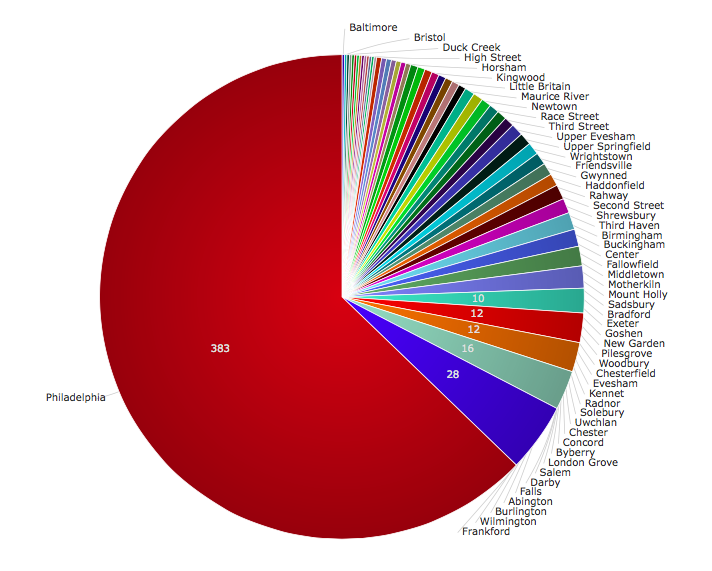 Baltimore
Bristol
Duck Creek
High Street
Horsham
Kingwood
Little Britain
Maurice River
Newtown
Race Street
Third Street
Upper Evesham
Upper Springfield
Wrightstown
Friendsville
Gwynned
Haddonfield
Rahway
Second Street
Shrewsbury
Third Haven
Birmingham
Buckingham
Center
Fallowfield
Middletown
Motherkiln
Mount Holly
Sadsbury
Bradford
Exeter
Goshen
New Garden
Pilesgrove
Woodbury
Chesterfield
Evesham
Kennet
Radnor
Solebury
Uwchlan
Chester
Concord
Byberry
London Grove
Salem
Darby
Falls
Abington
Burlington
Wilmington
Frankford
Philadelphia
383
10
12
12
16
28